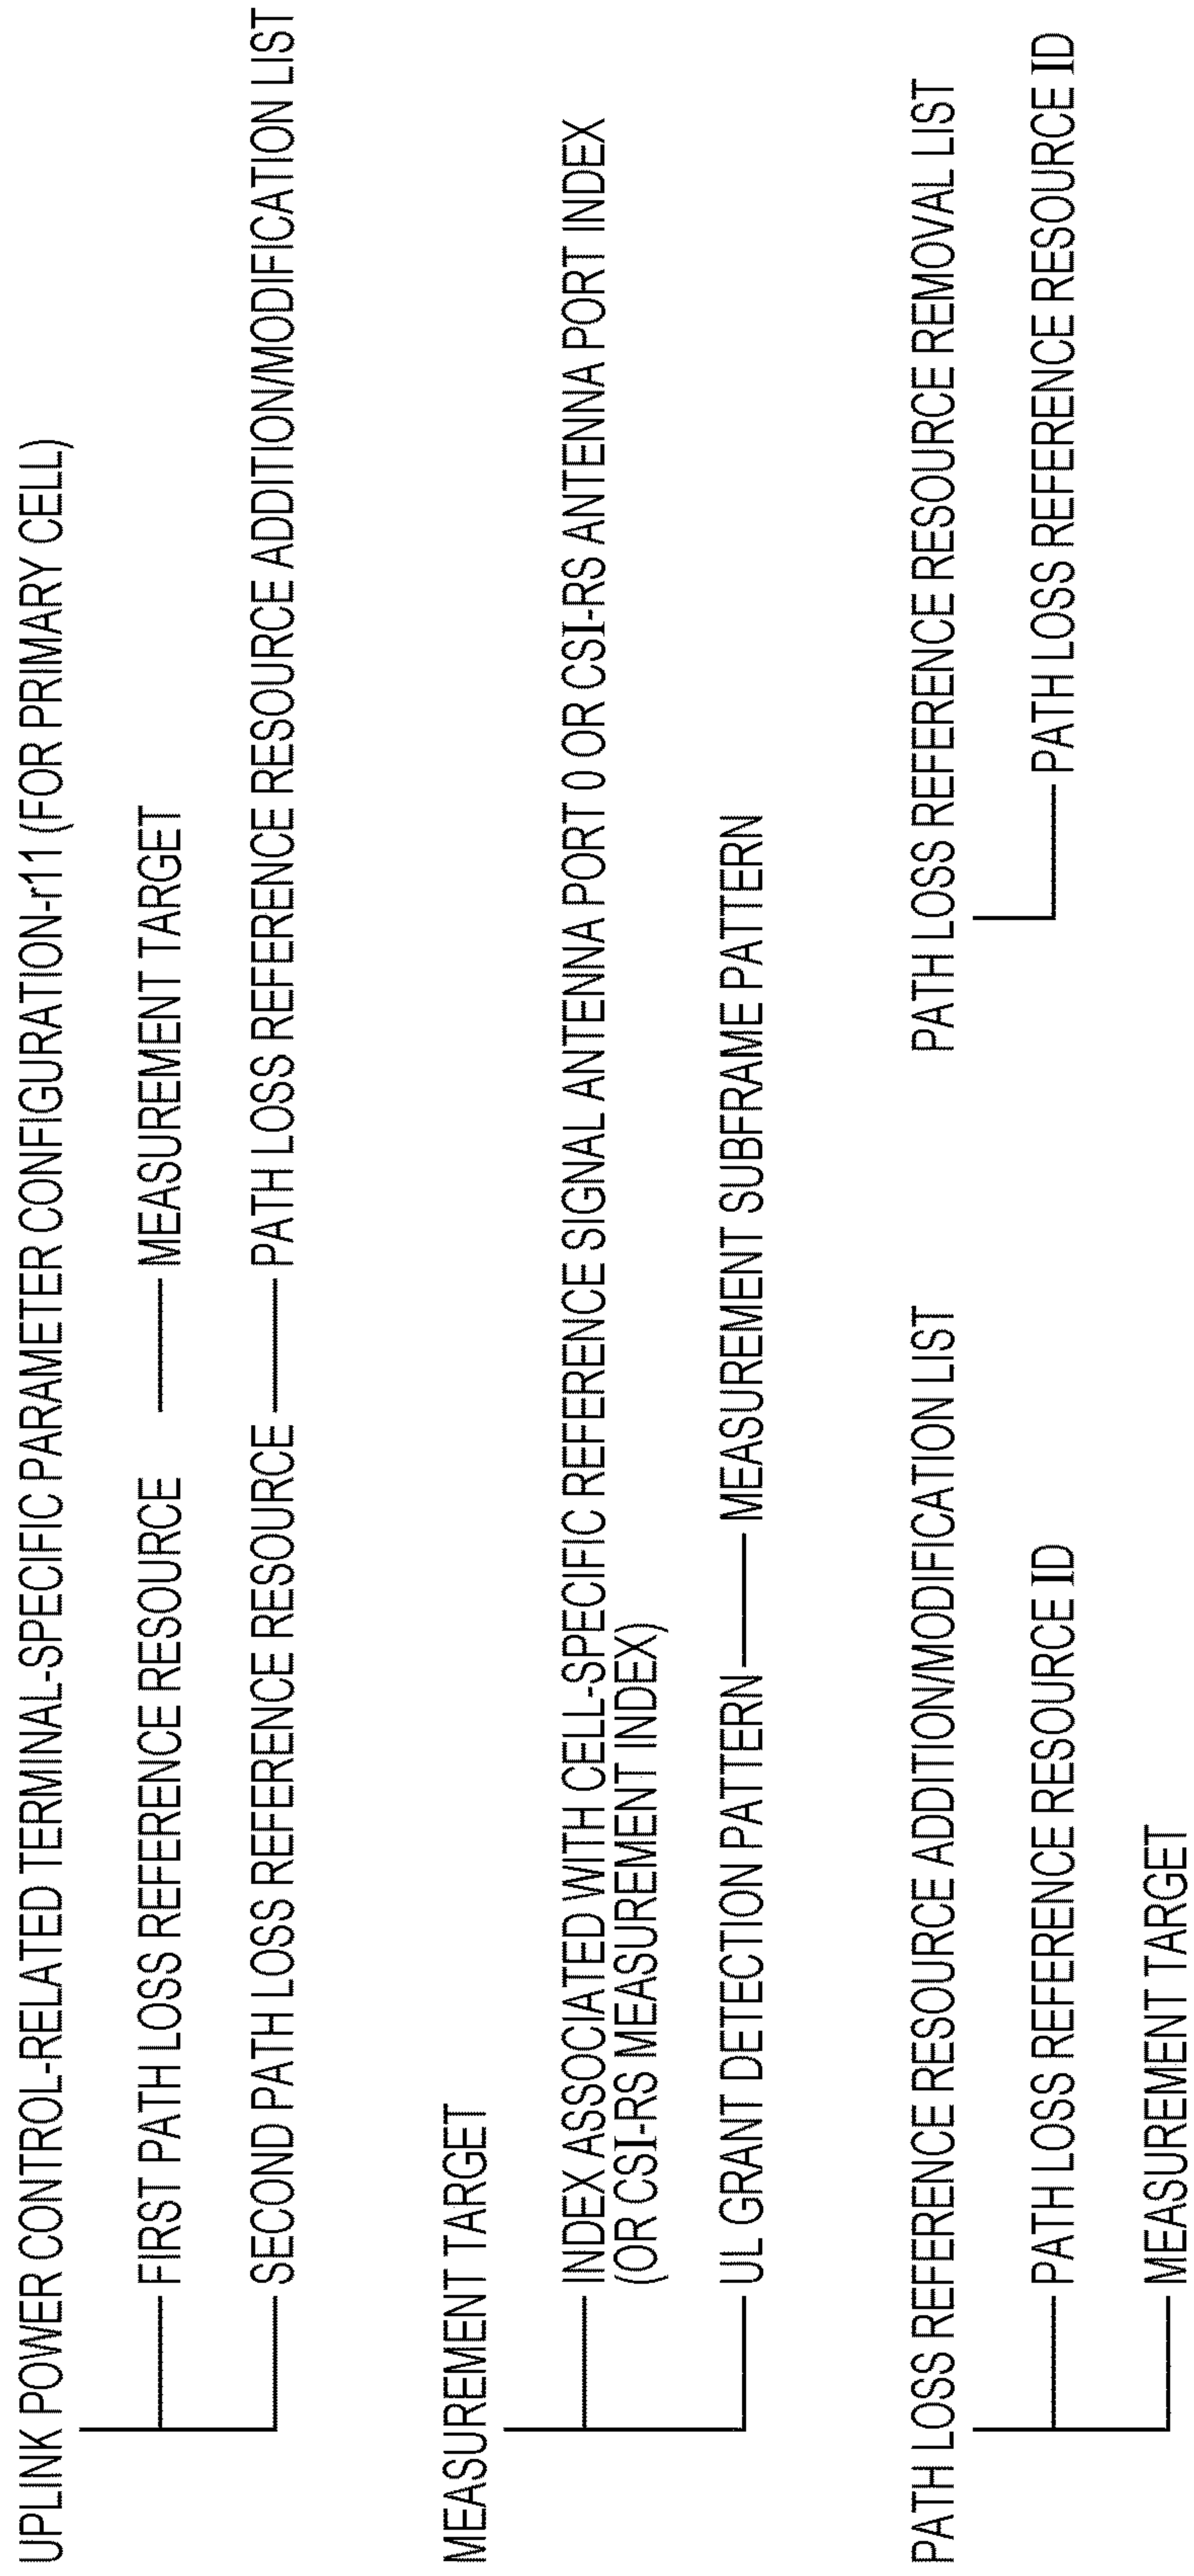 UPLINK POWER CONTROL-RELATED TERMINAL-SPECIFIC PARAMETER CONFIGURATION-r11 (FOR PRIMARY CELL)
FIRST PATH LOSS REFERENCE RESOURCE MEASUREMENT TARGET
SECOND PATH LOSS REFERENCE RESOURCE PATH LOSS REFERENCE RESOURCE ADDITION/MODIFICATION LIST
MEASUREMENT TARGET
INDEX ASSOCIATED WITH CELL-SPECIFIC REFERENCE SIGNAL ANTENNA PORT 0 OR CSI-RS ANTENNA PORT INDEX
(OR CSI-RS MEASUREMENT INDEX)
UL GRANT DETECTION PATTERN MEASUREMENT SUBFRAME PATTERN
PATH LOSS REFERENCE RESOURCE ADDITION/MODIFICATION LIST
PATH LOSS REFERENCE RESOURCE ID
MEASUREMENT TARGET
PATH LOSS REFERENCE RESOURCE REMOVAL LIST
PATH LOSS REFERENCE RESOURCE ID